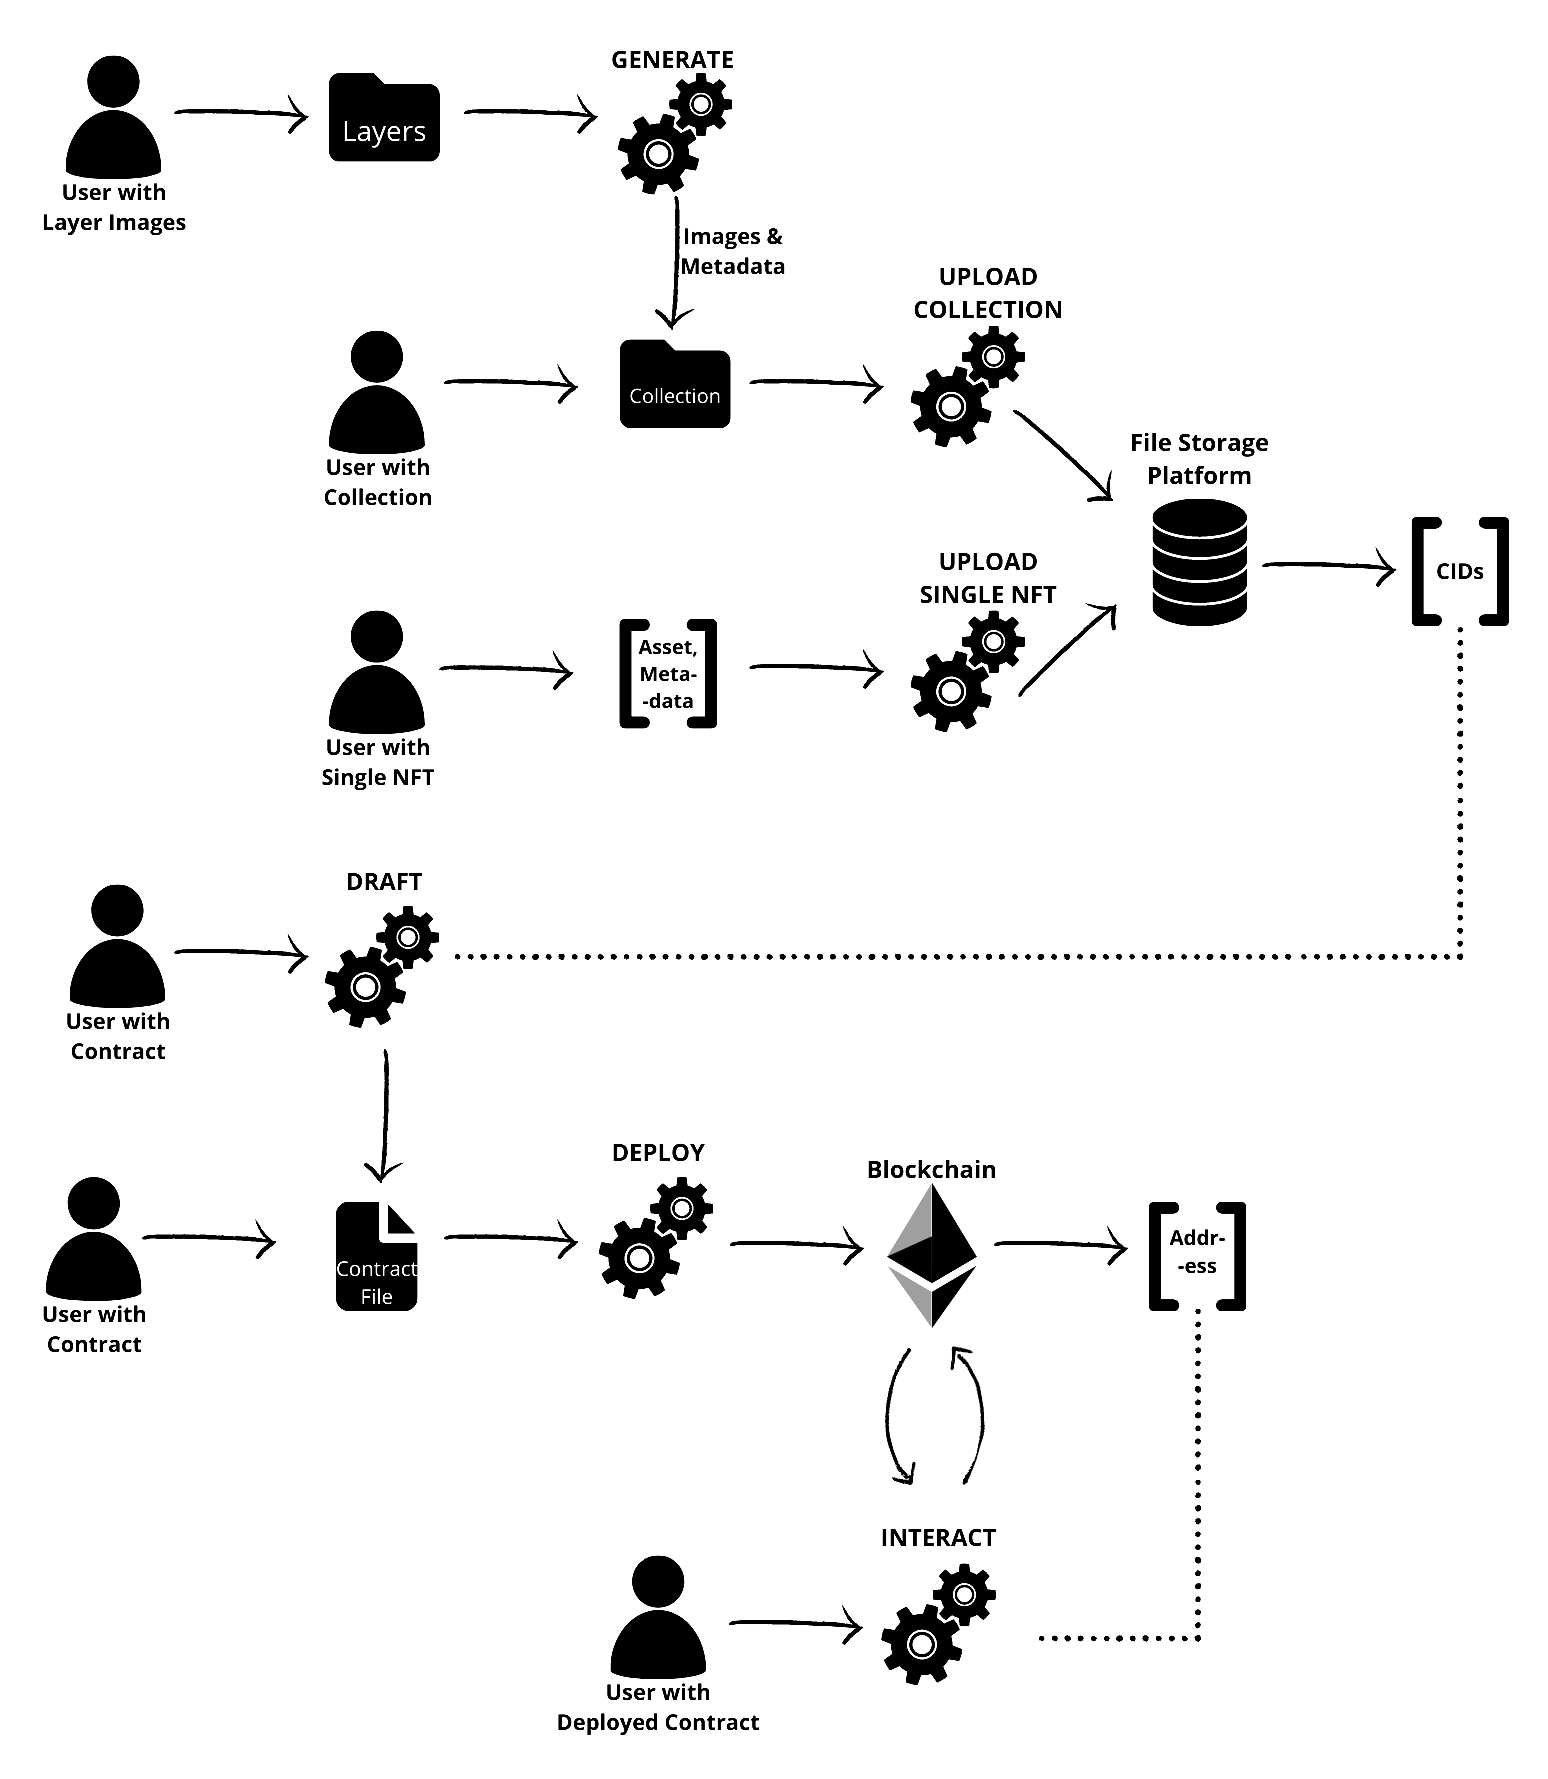 GENERATE
Layers
User with
Layer Images
Images &
Metadata
UPLOAD
COLLECTION
Collection
User with
Collection
File Storage
Platform
CIDs
UPLOAD
SINGLE NFT
Asset,
Meta-
-data
User with
Single NFT
DRAFT
User with
Contract
DEPLOY
Blockchain
Contract
File
Addr-
-ess
User with
Contract
INTERACT
User with
Deployed Contract